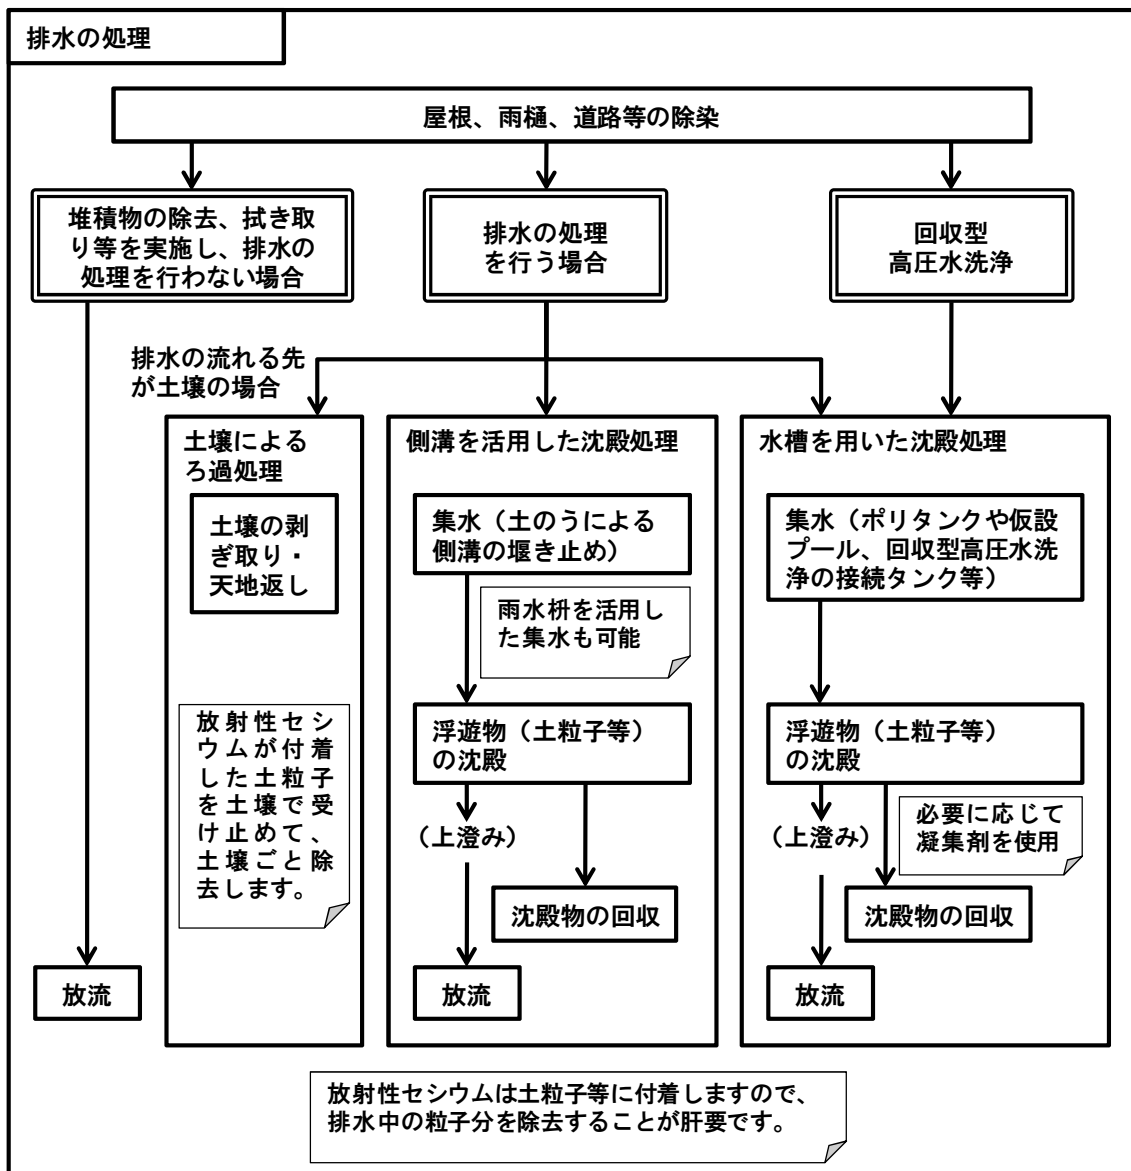 排水の処理
屋根、雨樋、道路等の除染
堆積物の除去、拭き取
り等を実施し、排水の
処理を行わない場合
排水の処理
を行う場合
回収型
高圧水洗浄
排水の流れる先
が土壌の場合
土壌による
ろ過処理
土壌の剥
ぎ取り・
天地返し
放射性セシ
ウムが付着
した土粒子
を土壌で受
け止めて、
土壌ごと除
去します。
放流
側溝を活用した沈殿処理
集水（土のうによる
側溝の堰き止め）
雨水枡を活用し
た集水も可能
浮遊物（土粒子等）
の沈殿
（上澄み）
沈殿物の回収
放流
水槽を用いた沈殿処理
集水（ポリタンクや仮設
プール、回収型高圧水洗
浄の接続タンク等）
浮遊物（土粒子等）
の沈殿
（上澄み）
必要に応じて
凝集剤を使用
沈殿物の回収
放流
放射性セシウムは土粒子等に付着しますので、
排水中の粒子分を除去することが肝要です。